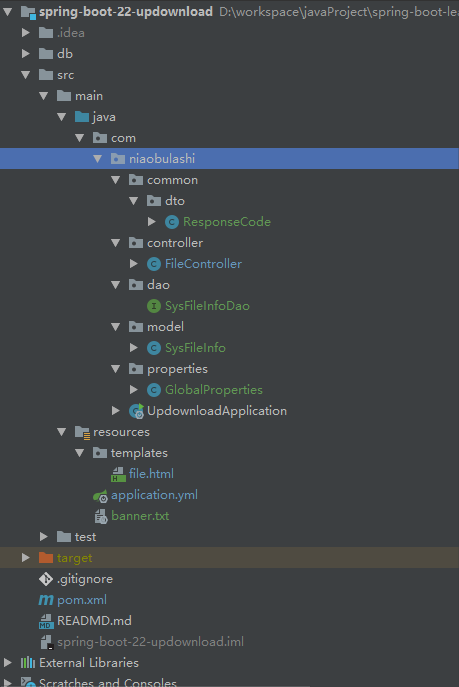 spring-boot-22-updownload D:\workspace\javaProject\spring-boot-lea
.idea
db
src
main
java
com
niaobulashi
common
dto
ResponseCode
controller
FileController
dao
SysFileInfoDao
model
SysFileInfo
properties
GlobalProperties
UpdownloadApplication
resources
templates
file.html
application.yml
banner.txt
test
target
.gitignore
pom.xml
READMD.md
spring-boot-22-updownload.iml
External Libraries
Scratches and Consoles